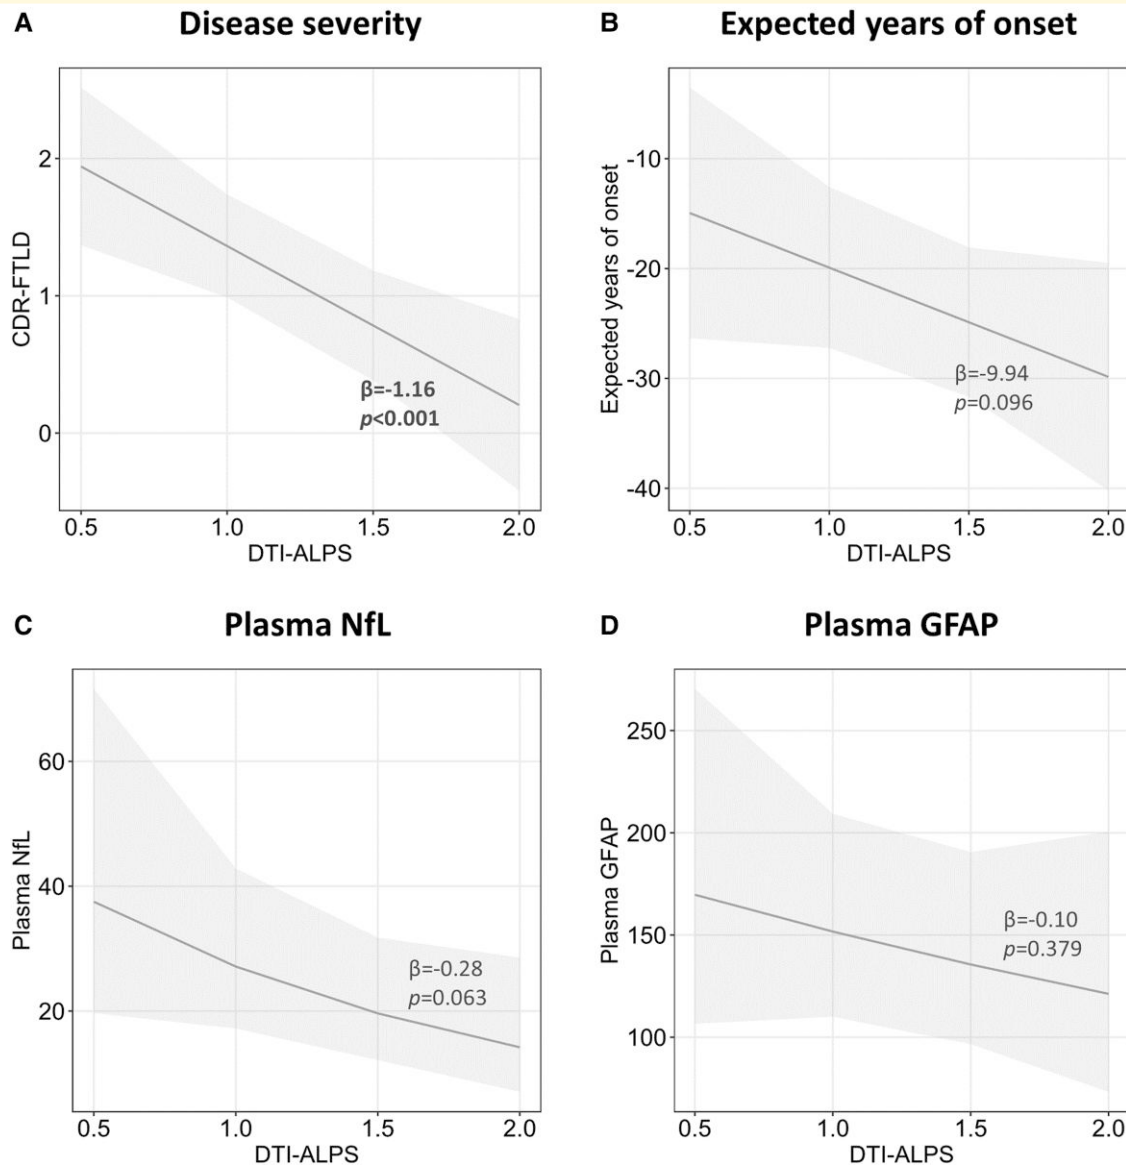 A
Disease severity
CDR-FTLD
2
1
0
β=-1.16
p<0.001
0.5 1.0 1.5 2.0
DTI-ALPS
B
Expected years of onset
Expected years of onset
-10
-20
-30
-40
β=-9.94
p=0.096
0.5 1.0 1.5 2.0
DTI-ALPS
C
Plasma NfL
Plasma NfL
60
40
20
β=-0.28
p=0.063
0.5 1.0 1.5 2.0
DTI-ALPS
D
Plasma GFAP
Plasma GFAP
250
200
150
100
β=-0.10
p=0.379
0.5 1.0 1.5 2.0
DTI-ALPS